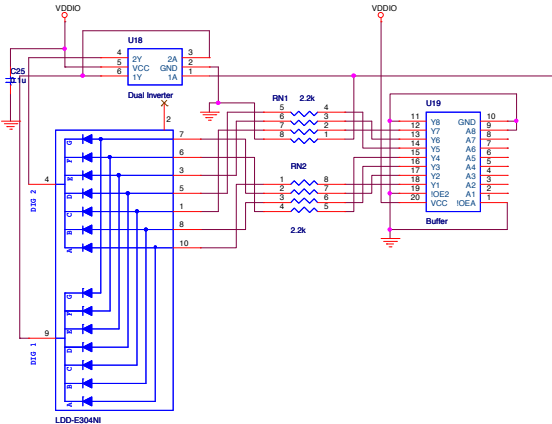 VDDIO
VDDIO
U18
4 2Y 2A 3
5 VCC GND 2
6 1Y 1A 1
C25
.1u
Dual Inverter
2
RN1 2.2k
5 4
6 3
7 2
8 1
U19
11 Y8 GND 10
12 Y7 A8 9
13 Y6 A7 8
14 Y5 A6 7
15 Y4 A5 6
16 Y3 A4 5
17 Y2 A3 4
18 Y1 A2 3
19 !OE2 A1 2
20 VCC !OEA 1
Buffer
RN2
1 8
2 7
3 6
4 5
2.2k
7
6
3
5
1
8
10
4
DIG 2
G
F
E
D
C
B
A
9
DIG 1
G
F
E
D
C
B
A
LDD-E304NI